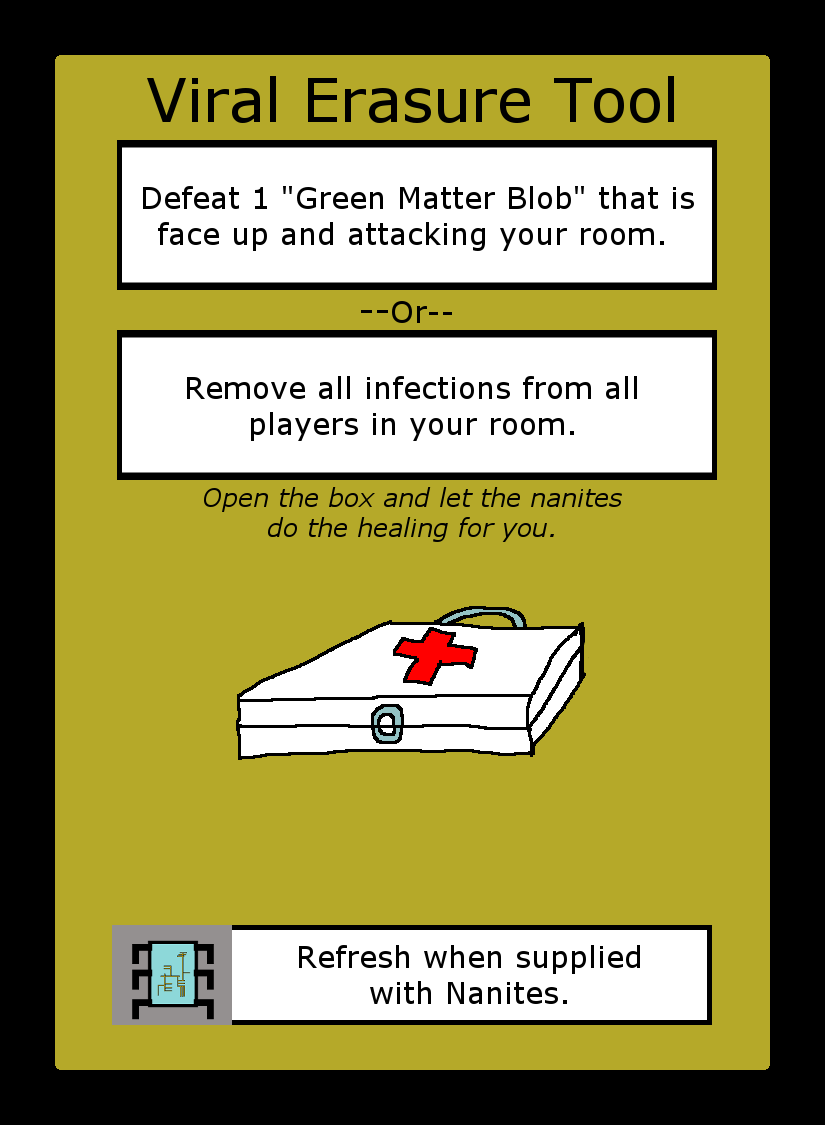 Viral Erasure Tool
Defeat 1 "Green Matter Blob" that is
face up and attacking your room.
--Or--
Remove all infections from all
players in your room.
Open the box and let the nanites
do the healing for you.
Refresh when supplied
with Nanites.